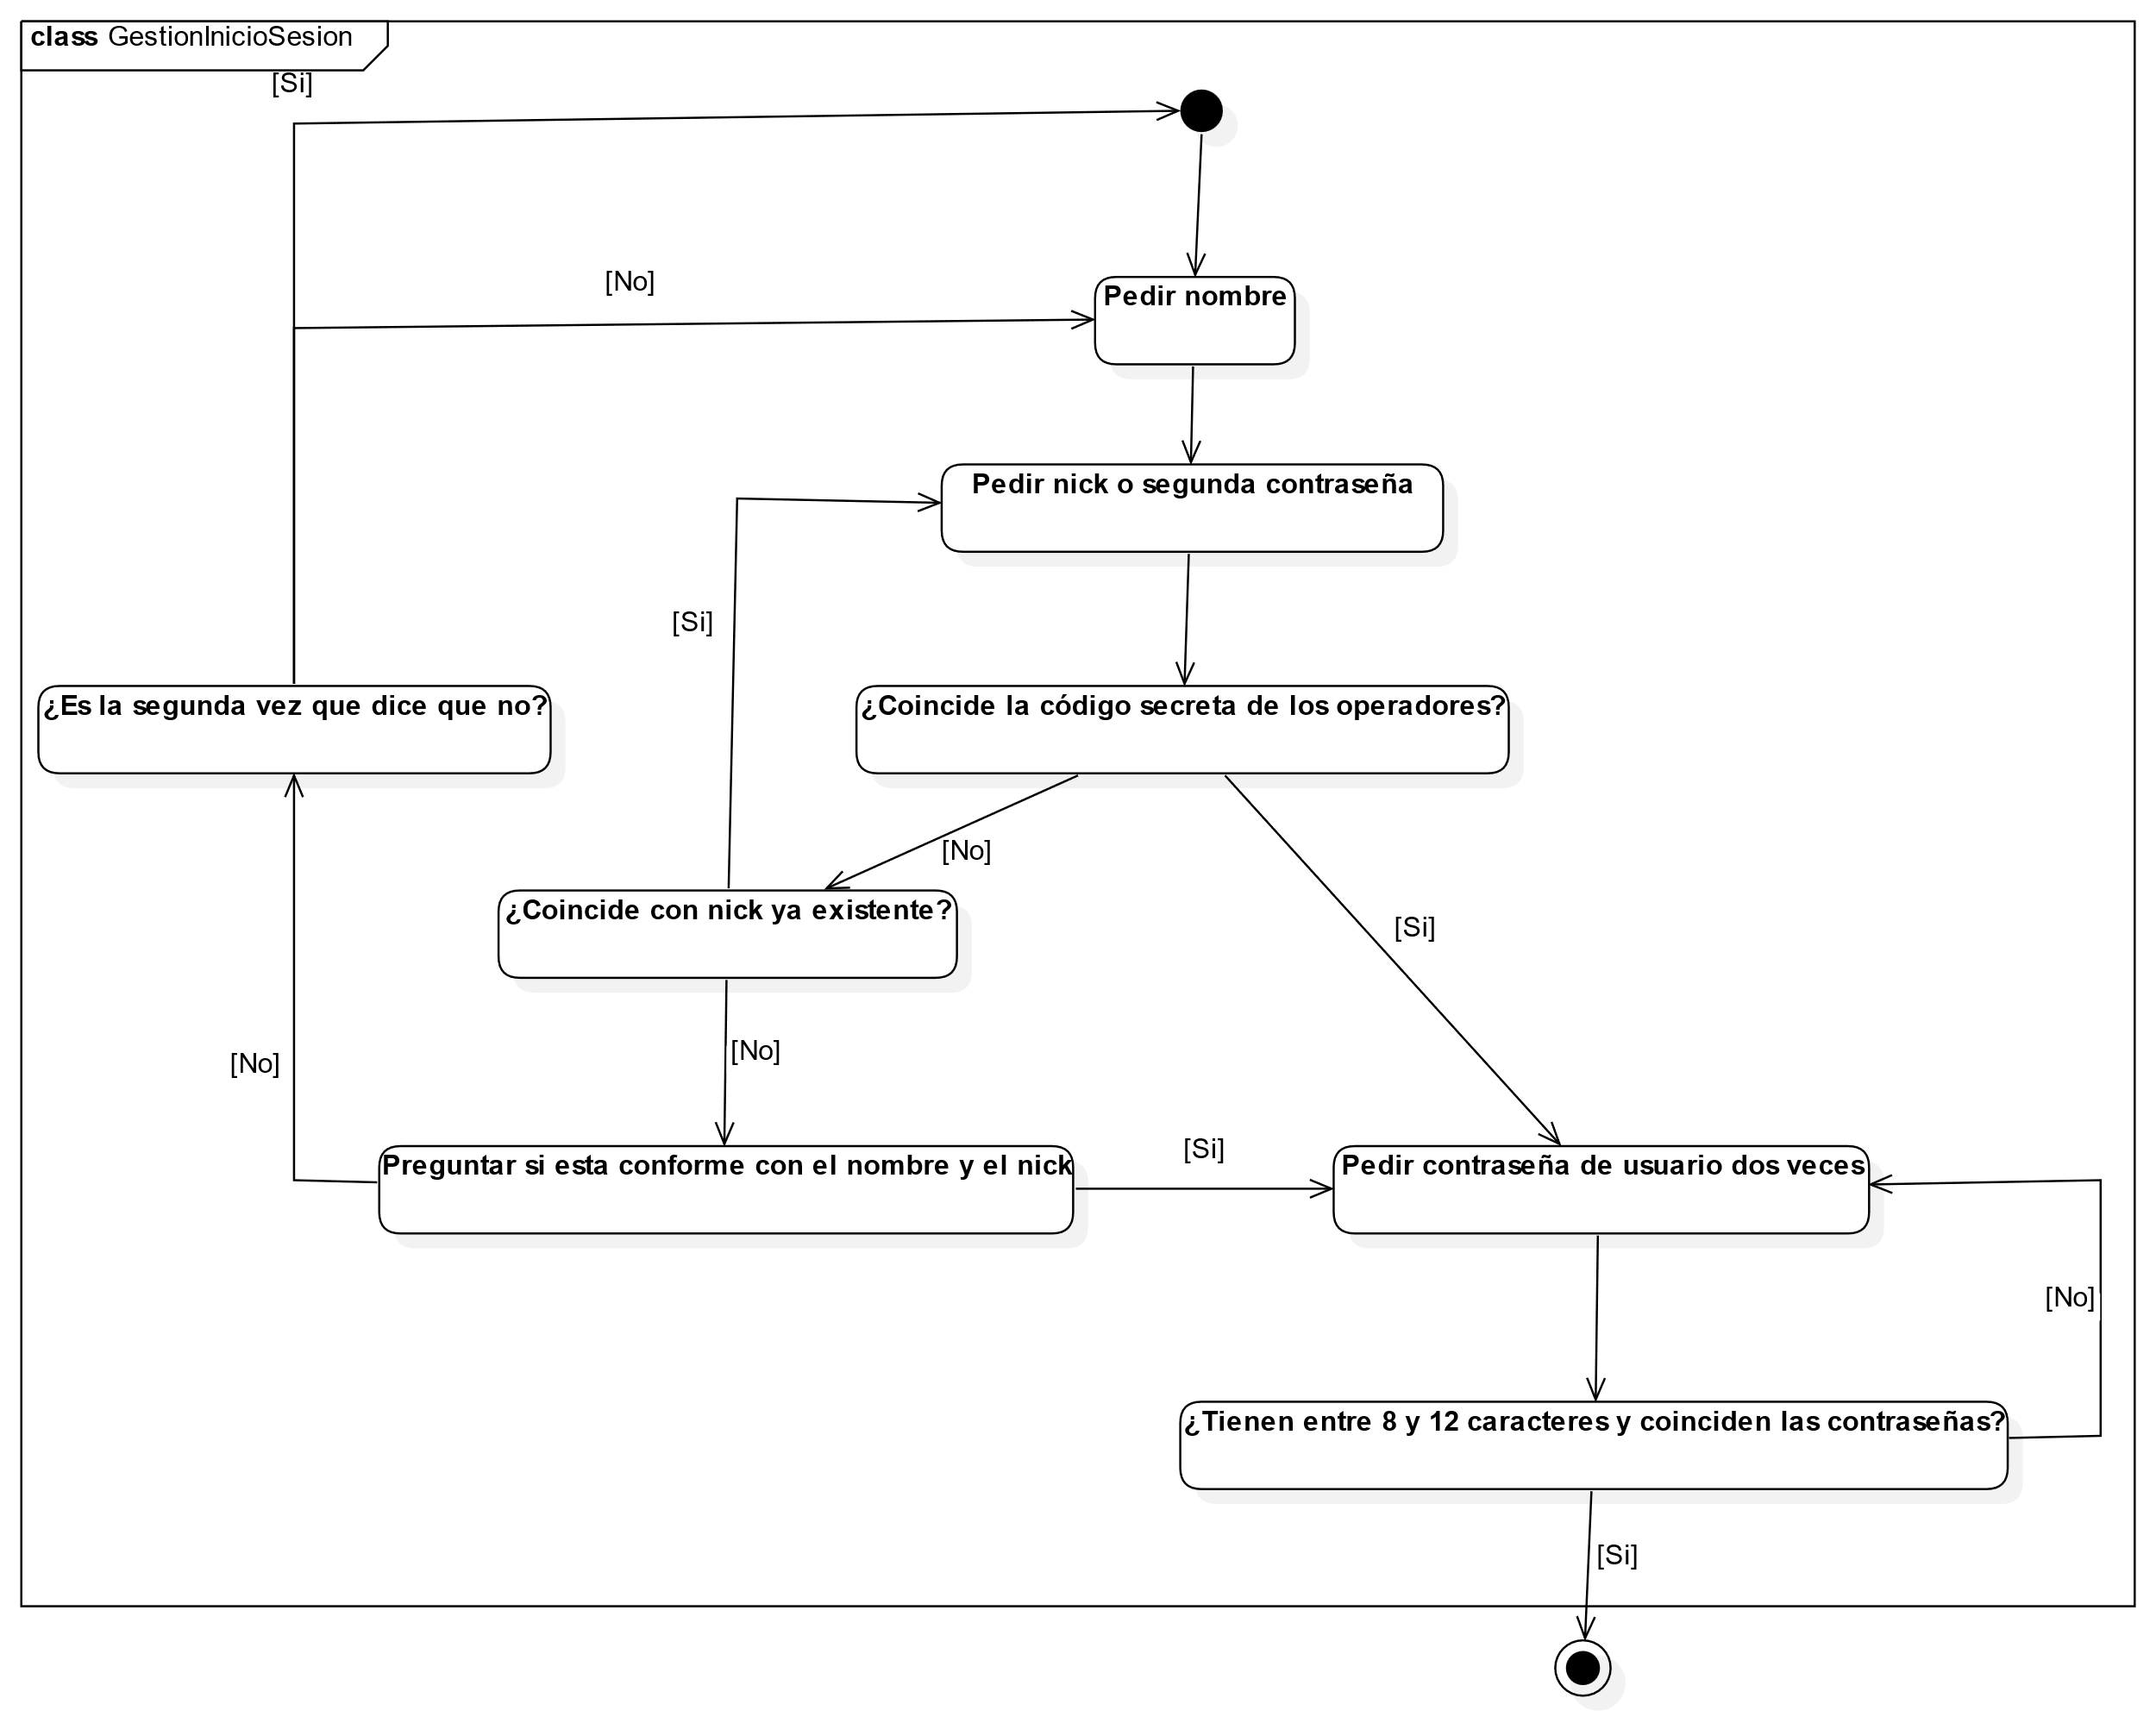 class GestionInicioSesion
[Si]
[No]
Pedir nombre
Pedir nick o segunda contraseña
[Si]
¿Es la segunda vez que dice que no?
¿Coincide la código secreta de los operadores?
[No]
¿Coincide con nick ya existente?
[Si]
[No]
[No]
Preguntar si esta conforme con el nombre y el nick
[Si]
Pedir contraseña de usuario dos veces
[No]
¿Tienen entre 8 y 12 caracteres y coinciden las contraseñas?
[Si]